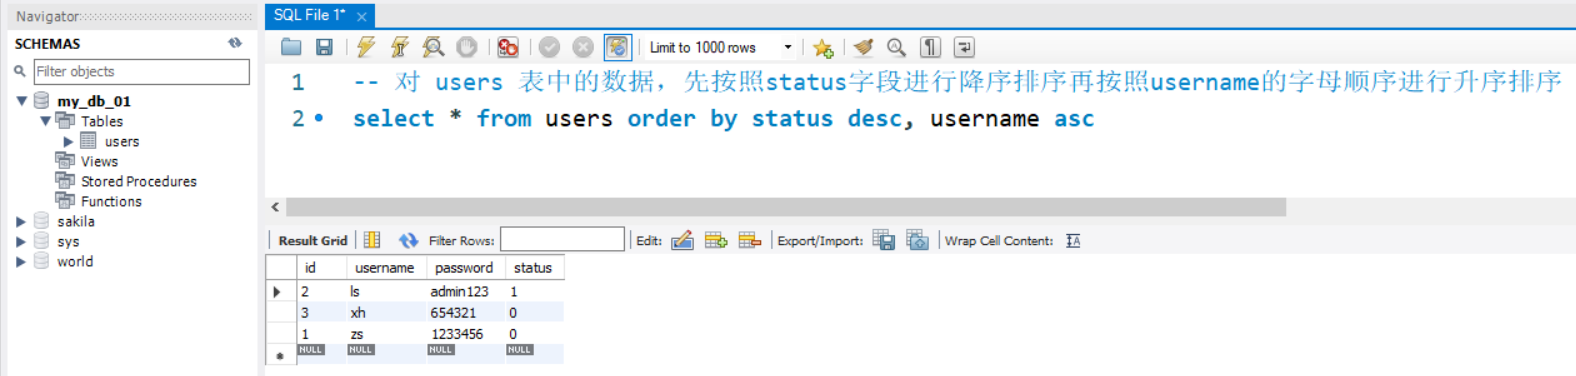 Navigator
SQL File 1*
SCHEMAS
Limit to 1000 rows
Filter objects
my_db_01
Tables
users
Views
Stored Procedures
Functions
sakila
sys
world
1 -- 对 users 表中的数据，先按照status字段进行降序排序再按照username的字母顺序进行升序排序
2 select * from users order by status desc, username asc
Result Grid Filter Rows: Edit: Export/Import: Wrap Cell Content:
id username password status
2 ls admin123 1
3 xh 654321 0
1 zs 1233456 0
NULL NULL NULL NULL